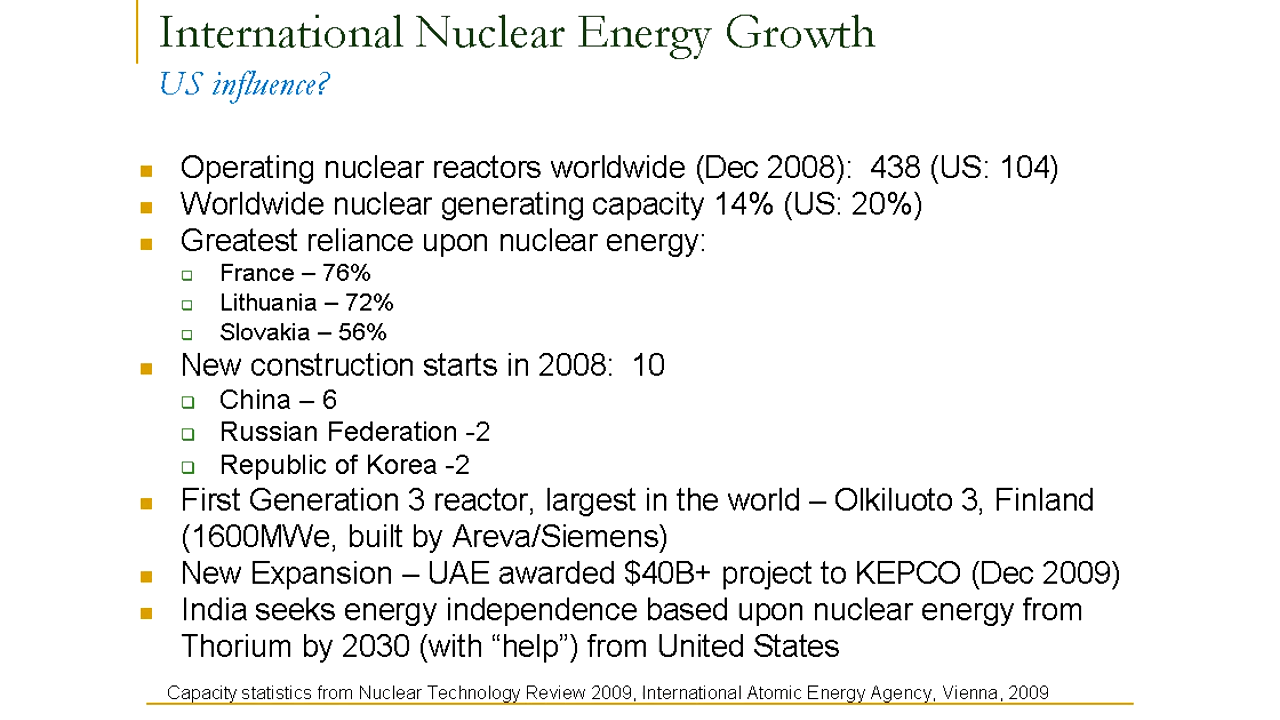 International Nuclear Energy Growth
US influence?
Operating nuclear reactors worldwide (Dec 2008):  438 (US: 104)
Worldwide nuclear generating capacity 14% (US: 20%)
Greatest reliance upon nuclear energy:
France – 76%
Lithuania – 72%
Slovakia – 56%
New construction starts in 2008:  10
China – 6
Russian Federation -2
Republic of Korea -2
First Generation 3 reactor, largest in the world – Olkiluoto 3, Finland
(1600MWe, built by Areva/Siemens)
New Expansion – UAE awarded $40B+ project to KEPCO (Dec 2009)
India seeks energy independence based upon nuclear energy from
Thorium by 2030 (with “help”) from United States
Capacity statistics from Nuclear Technology Review 2009, International Atomic Energy Agency, Vienna, 2009